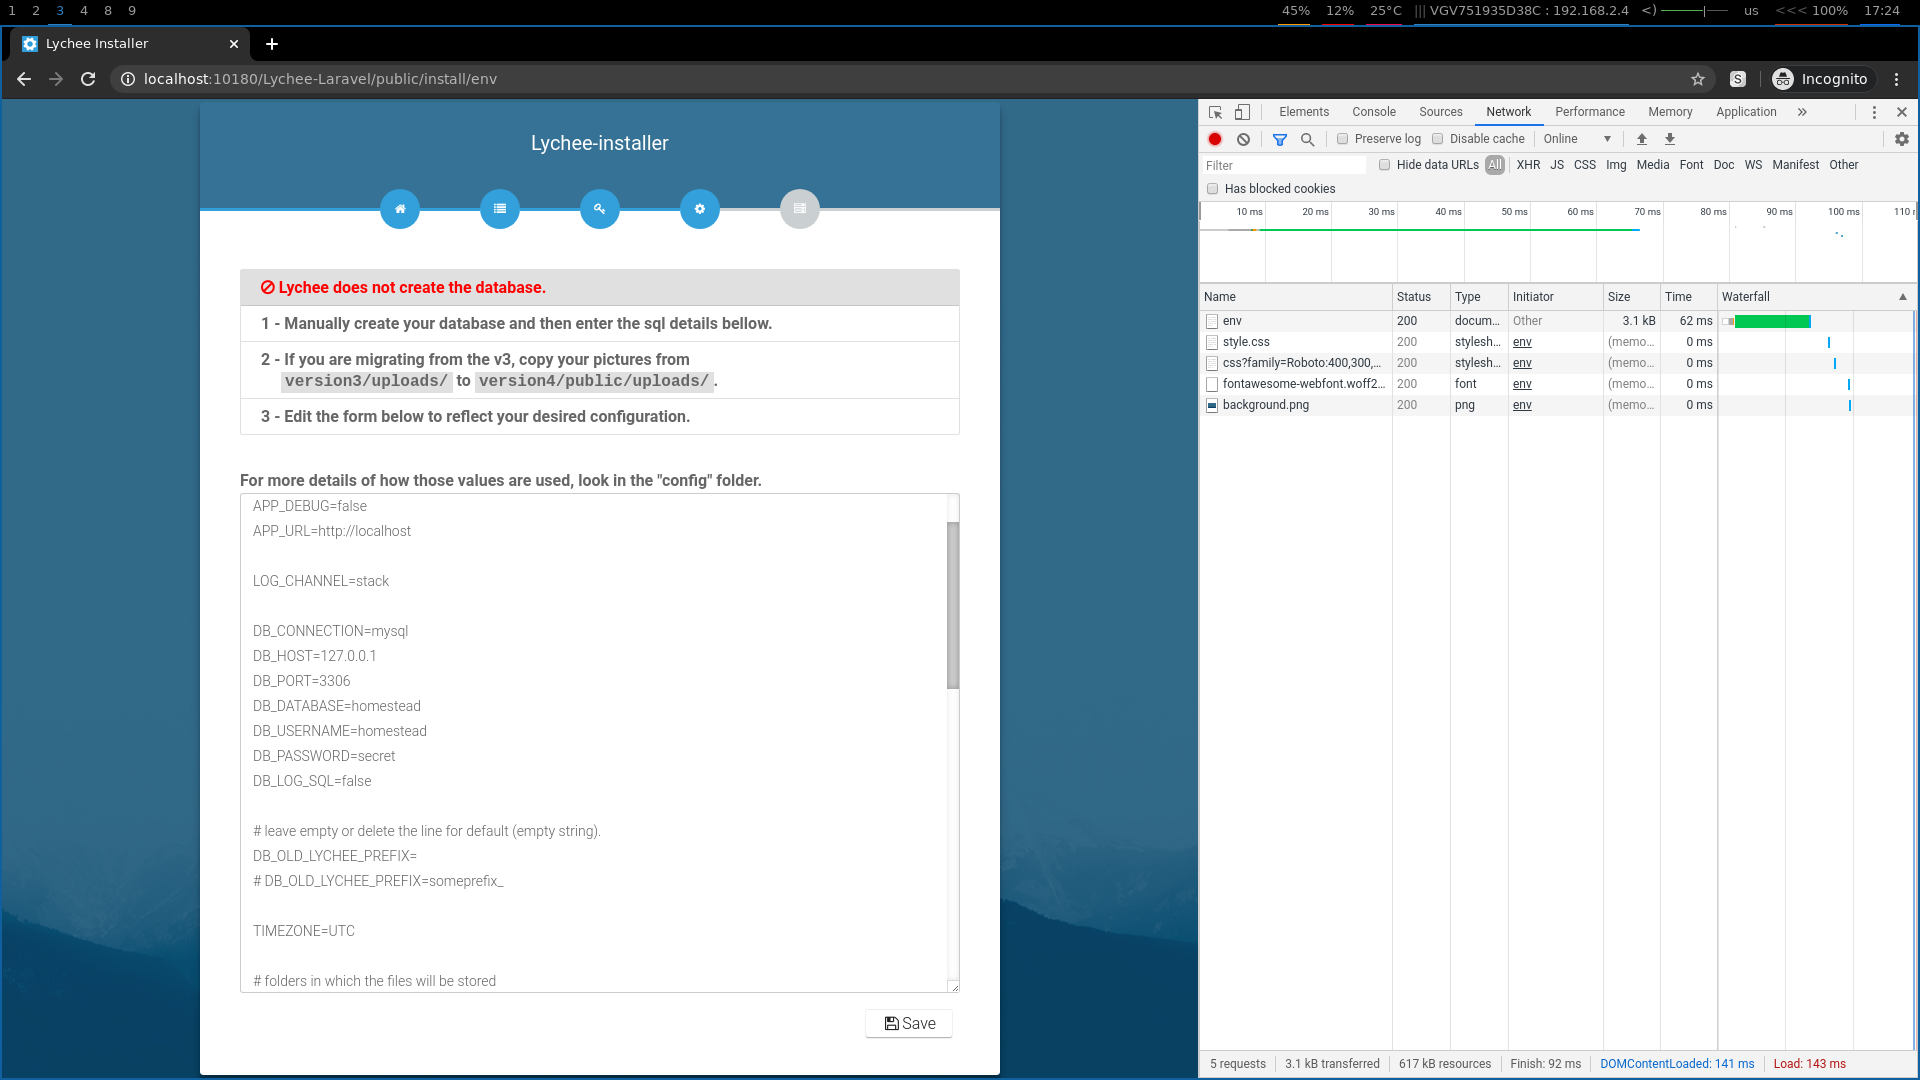 1 2 3 4 8 9 45% 12% 25°C ||| VGV751935D38C : 192.168.2.4 <) us <<< 100% 17:24
Lychee Installer
localhost:10180/Lychee-Laravel/public/install/env
S Incognito
Lychee-installer
Lychee does not create the database.
1 - Manually create your database and then enter the sql details bellow.
2 - If you are migrating from the v3, copy your pictures from
version3/uploads/ to version4/public/uploads/.
3 - Edit the form below to reflect your desired configuration.
For more details of how those values are used, look in the "config" folder.
APP_DEBUG=false
APP_URL=http://localhost
LOG_CHANNEL=stack
DB_CONNECTION=mysql
DB_HOST=127.0.0.1
DB_PORT=3306
DB_DATABASE=homestead
DB_USERNAME=homestead
DB_PASSWORD=secret
DB_LOG_SQL=false
# leave empty or delete the line for default (empty string).
DB_OLD_LYCHEE_PREFIX=
# DB_OLD_LYCHEE_PREFIX=someprefix_
TIMEZONE=UTC
# folders in which the files will be stored
Save
Elements Console Sources Network Performance Memory Application »
Preserve log Disable cache Online
Filter Hide data URLs All XHR JS CSS Img Media Font Doc WS Manifest Other
Has blocked cookies
10 ms 20 ms 30 ms 40 ms 50 ms 60 ms 70 ms 80 ms 90 ms 100 ms 110
Name Status Type Initiator Size Time Waterfall
env 200 docum... Other 3.1 kB 62 ms
style.css 200 stylesh... env (memo... 0 ms
css?family=Roboto:400,300,... 200 stylesh... env (memo... 0 ms
fontawesome-webfont.woff2... 200 font env (memo... 0 ms
background.png 200 png env (memo... 0 ms
5 requests 3.1 kB transferred 617 kB resources Finish: 92 ms DOMContentLoaded: 141 ms Load: 143 ms